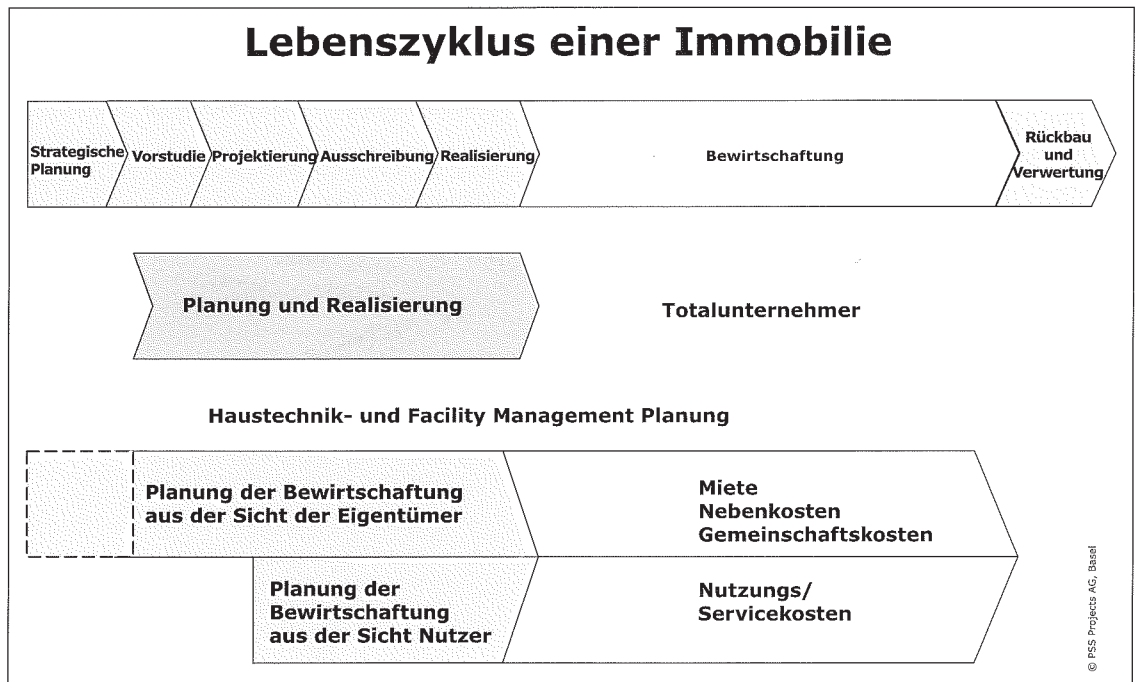 Lebenszyklus einer Immobilie
Strategische
Planung
Vorstudie
Projektierung
Ausschreibung
Realisierung
Bewirtschaftung
Rückbau
und
Verwertung
Planung und Realisierung
Totalunternehmer
Haustechnik- und Facility Management Planung
Planung der Bewirtschaftung
aus der Sicht der Eigentümer
Miete
Nebenkosten
Gemeinschaftskosten
Planung der
Bewirtschaftung
aus der Sicht Nutzer
Nutzungs/
Servicekosten
© PSS Projects AG, Basel